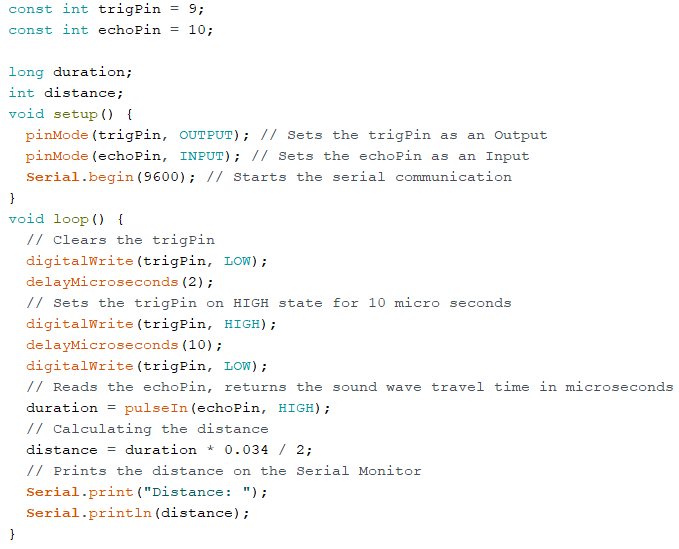 const int trigPin = 9;
const int echoPin = 10;

long duration;
int distance;
void setup() {
  pinMode(trigPin, OUTPUT); // Sets the trigPin as an Output
  pinMode(echoPin, INPUT); // Sets the echoPin as an Input
  Serial.begin(9600); // Starts the serial communication
}
void loop() {
  // Clears the trigPin
  digitalWrite(trigPin, LOW);
  delayMicroseconds(2);
  // Sets the trigPin on HIGH state for 10 micro seconds
  digitalWrite(trigPin, HIGH);
  delayMicroseconds(10);
  digitalWrite(trigPin, LOW);
  // Reads the echoPin, returns the sound wave travel time in microseconds
  duration = pulseIn(echoPin, HIGH);
  // Calculating the distance
  distance = duration * 0.034 / 2;
  // Prints the distance on the Serial Monitor
  Serial.print("Distance: ");
  Serial.println(distance);
}